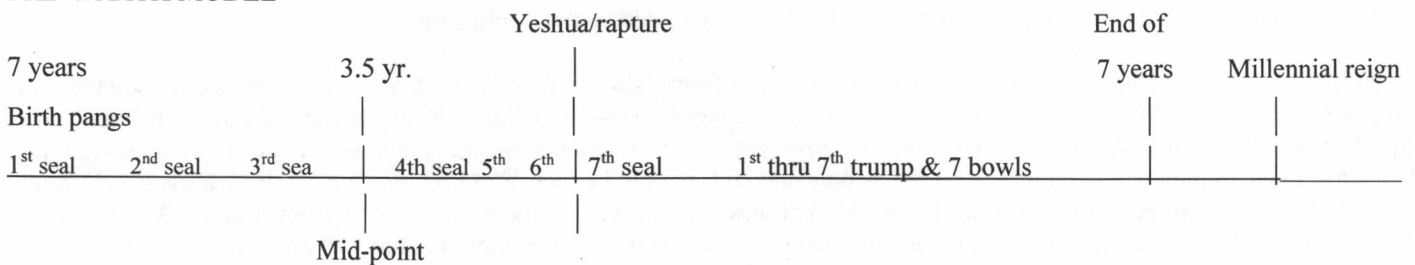 Yeshua/rapture End of
7 years 3.5 yr. 7 years Millennial reign
Birth pangs
1st seal 2nd seal 3rd sea 4th seal 5th 6th 7th seal 1st thru 7th trump & 7 bowls
Mid-point